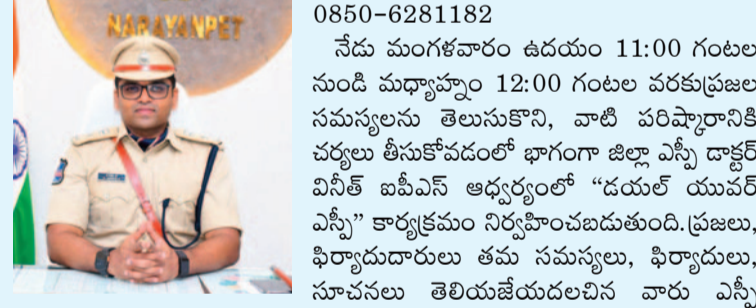 NARAYANPET
0850-6281182
నేడు మంగళవారం ఉదయం 11:00 గంటల
నుండి మధ్యాహ్నం 12:00 గంటల వరకుప్రజల
సమస్యలను తెలుసుకొని, వాటి పరిష్కారానికి
చర్యలు తీసుకోవడంలో భాగంగా జిల్లా ఎస్పీ డాక్టర్
వినీత్ ఐపీఎస్ ఆధ్వర్యంలో “డయల్ యువర్
ఎస్పీ” కార్యక్రమం నిర్వహించబడుతుంది.ప్రజలు,
ఫిర్యాదుదారులు తమ సమస్యలు, ఫిర్యాదులు,
సూచనలు తెలియజేయదలచిన వారు ఎస్పీ